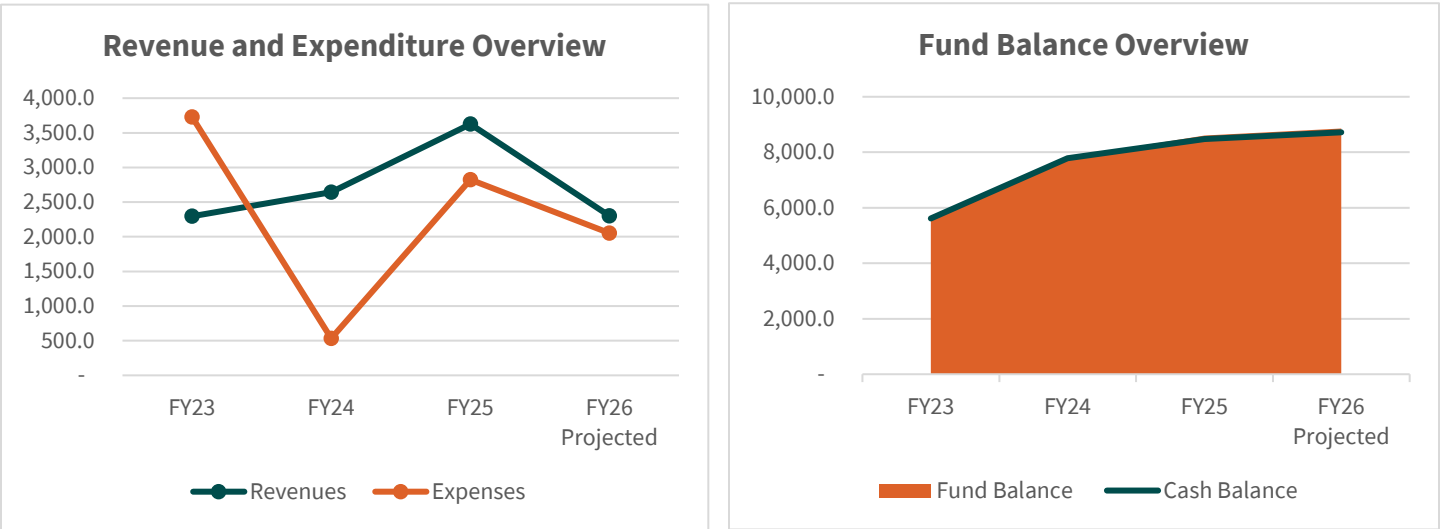 Revenue and Expenditure Overview
4,000.0
3,500.0
3,000.0
2,500.0
2,000.0
1,500.0
1,000.0
500.0
-
FY23 FY24 FY25 FY26
Projected
Revenues Expenses
Fund Balance Overview
10,000.0
8,000.0
6,000.0
4,000.0
2,000.0
-
FY23 FY24 FY25 FY26
Projected
Fund Balance Cash Balance